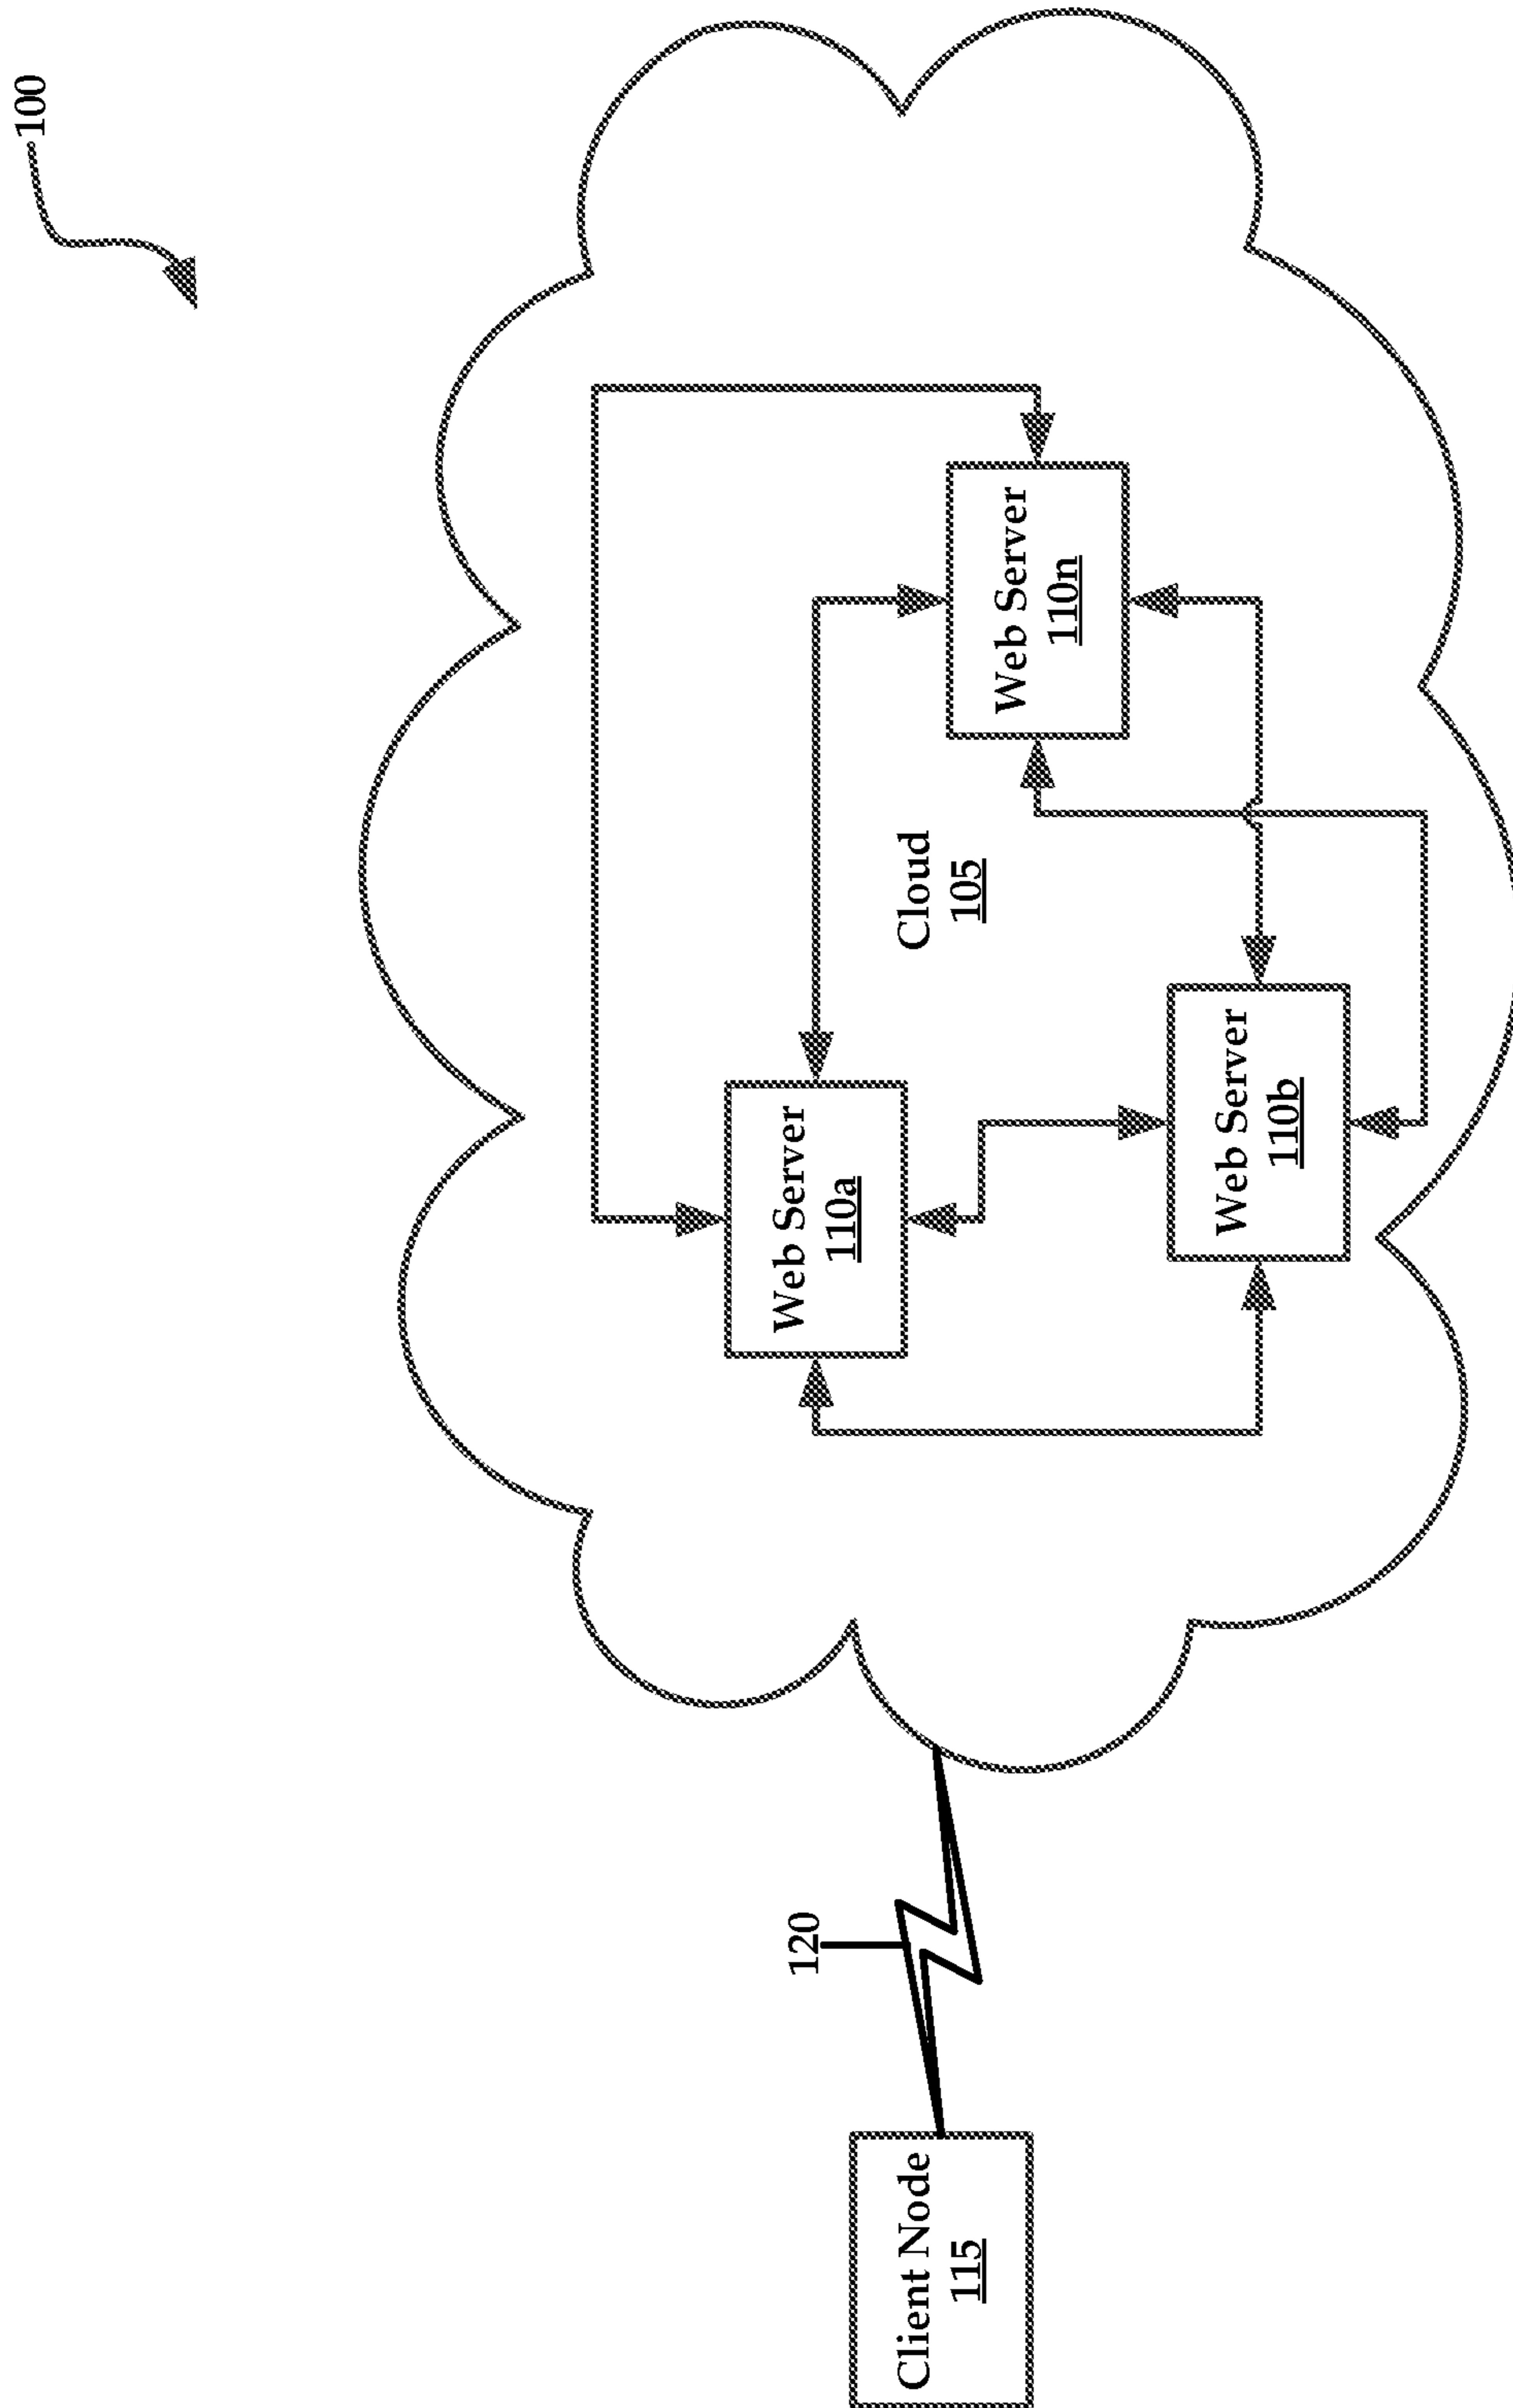 100
Cloud
105
Web Server
110a
Web Server
110n
Web Server
110b
120
Client Node
115